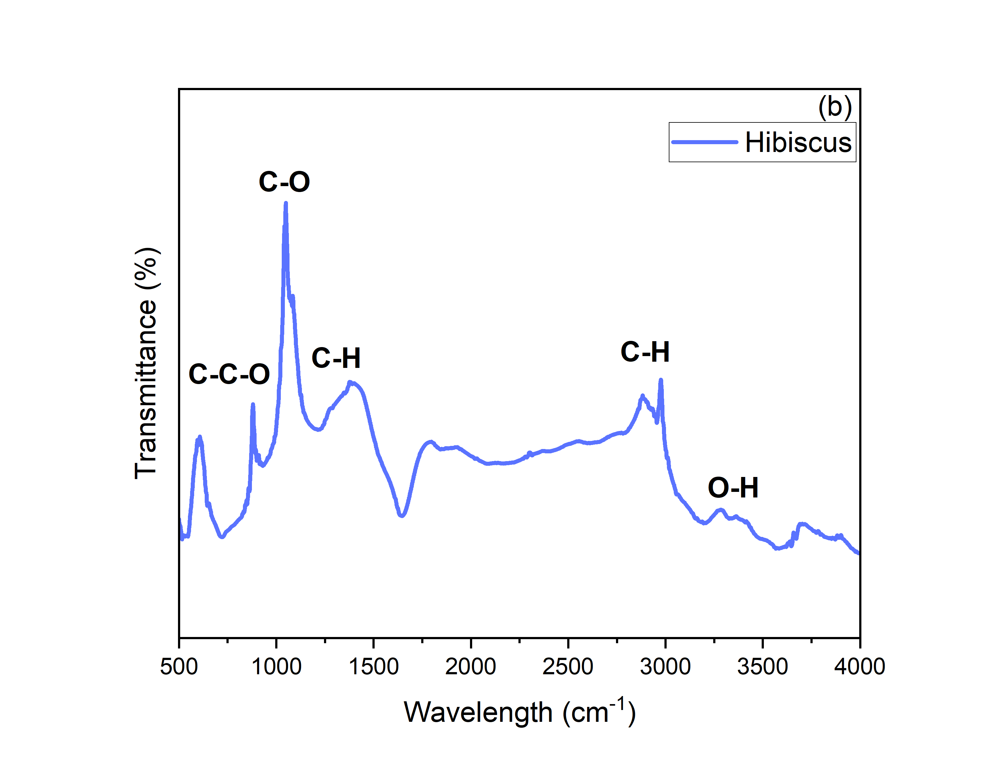 (b)
Hibiscus
C-O
C-H
C-H
C-C-O
O-H
Transmittance (%)
500 1000 1500 2000 2500 3000 3500 4000
Wavelength (cm⁻¹)